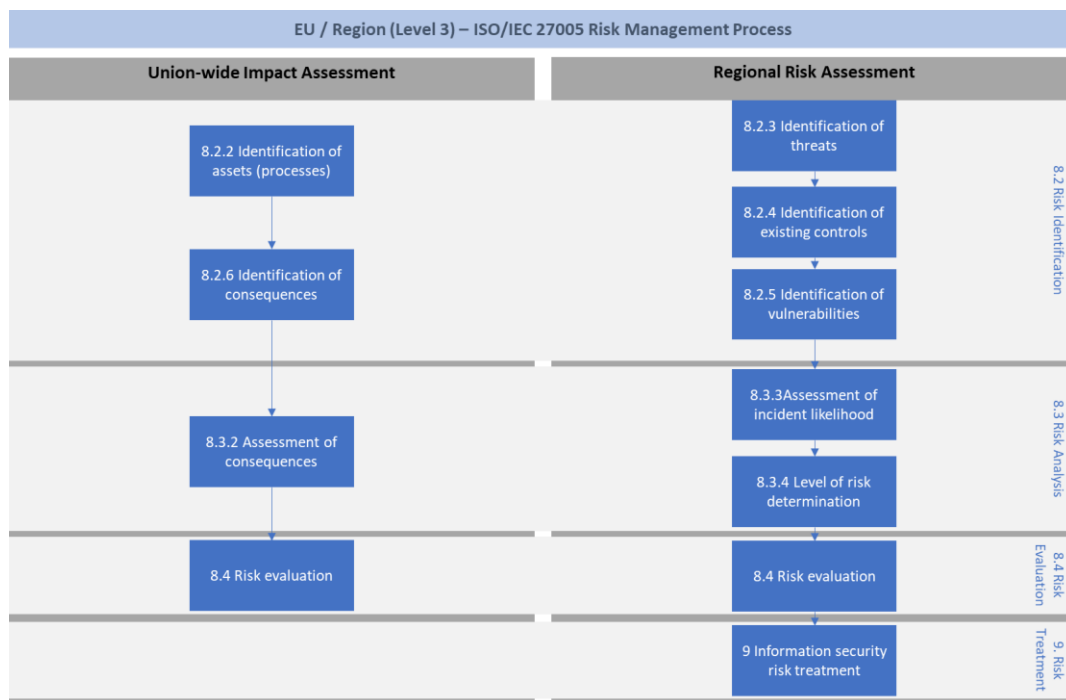 EU / Region (Level 3) – ISO/IEC 27005 Risk Management Process
Union-wide Impact Assessment
Regional Risk Assessment
8.2.2 Identification of
assets (processes)
8.2.6 Identification of
consequences
8.2.3 Identification of
threats
8.2.4 Identification of
existing controls
8.2.5 Identification of
vulnerabilities
8.2 Risk Identification
8.3.2 Assessment of
consequences
8.3.3Assessment of
incident likelihood
8.3.4 Level of risk
determination
8.3 Risk Analysis
8.4 Risk evaluation
8.4 Risk evaluation
8.4 Risk
Evaluation
9 Information security
risk treatment
9. Risk
Treatment